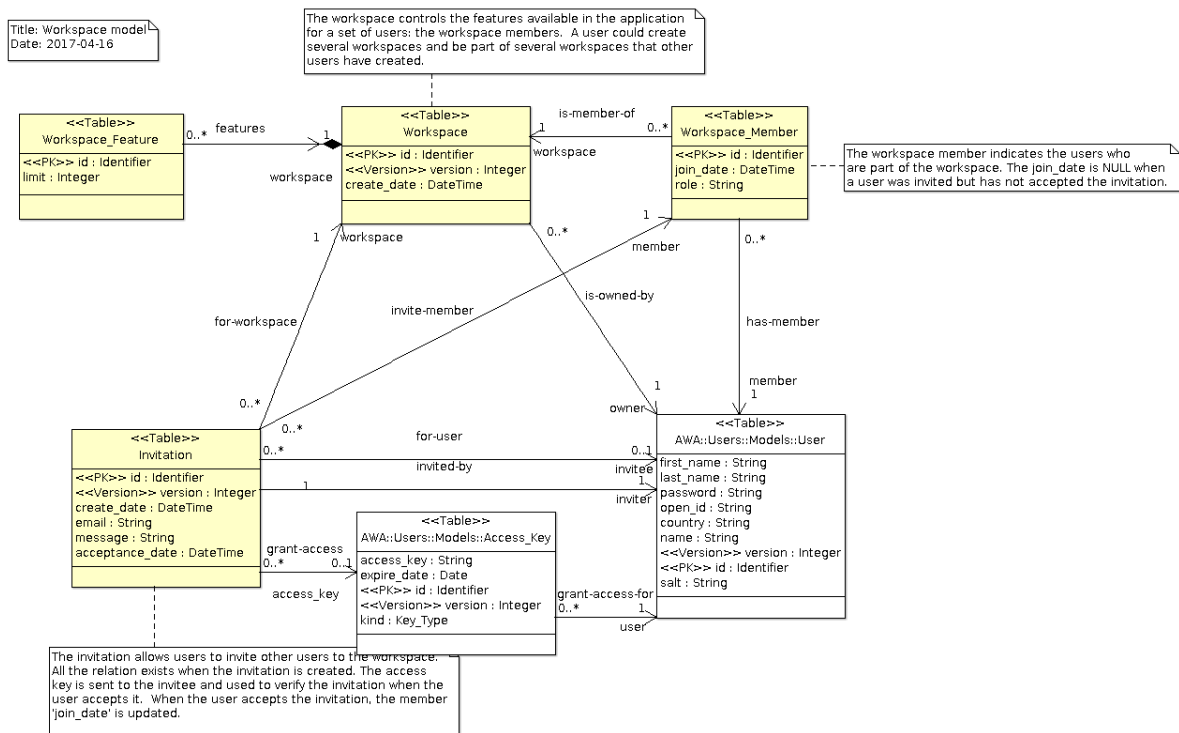 Title: Workspace model
Date: 2017-04-16
The workspace controls the features available in the application
for a set of users: the workspace members.  A user could create
several workspaces and be part of several workspaces that other
users have created.
<<Table>>
Workspace_Feature
<<PK>> id : Identifier
limit : Integer
0..*
features
1
workspace
<<Table>>
Workspace
<<PK>> id : Identifier
<<Version>> version : Integer
create_date : DateTime
is-member-of
1
0..*
workspace
<<Table>>
Workspace_Member
<<PK>> id : Identifier
join_date : DateTime
role : String
The workspace member indicates the users who
are part of the workspace. The join_date is NULL when
a user was invited but has not accepted the invitation.
1
workspace
for-workspace
0..*
1
member
invite-member
0..*
0..*
is-owned-by
1
owner
0..*
has-member
member
1
<<Table>>
Invitation
<<PK>> id : Identifier
<<Version>> version : Integer
create_date : DateTime
email : String
message : String
acceptance_date : DateTime
for-user
0..*
0..1
invitee
invited-by
1
1
inviter
<<Table>>
AWA::Users::Models::User
first_name : String
last_name : String
password : String
open_id : String
country : String
name : String
<<Version>> version : Integer
<<PK>> id : Identifier
salt : String
grant-access
0..*
0..1
access_key
<<Table>>
AWA::Users::Models::Access_Key
access_key : String
expire_date : Date
<<PK>> id : Identifier
<<Version>> version : Integer
kind : Key_Type
grant-access-for
0..*
1
user
The invitation allows users to invite other users to the workspace.
All the relation exists when the invitation is created. The access
key is sent to the invitee and used to verify the invitation when the
user accepts it.  When the user accepts the invitation, the member
'join_date' is updated.